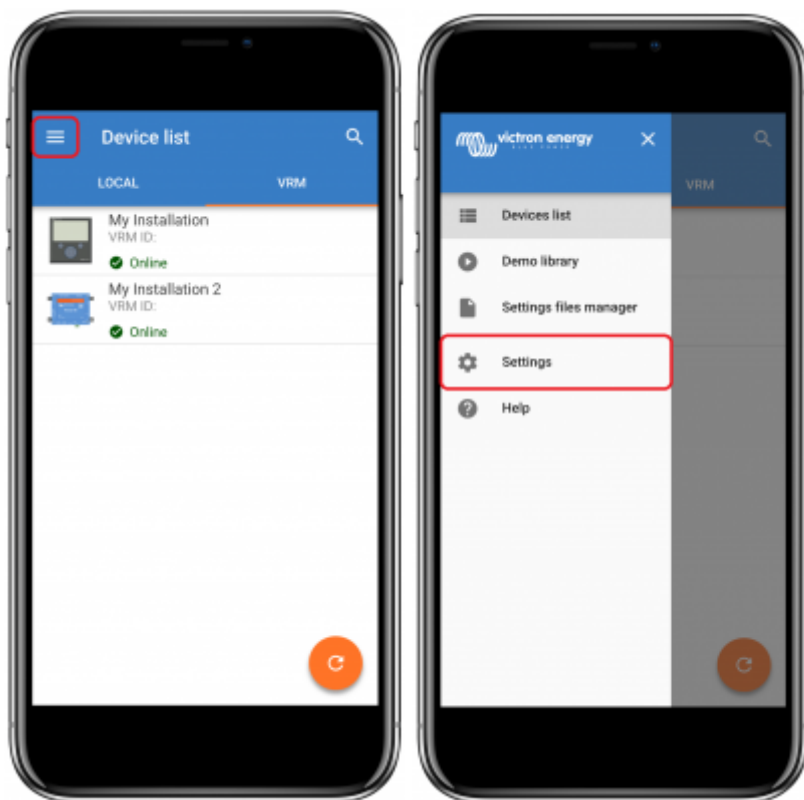 Device list
LOCAL VRM
My Installation
VRM ID:
Online
My Installation 2
VRM ID:
Online
victron energy
VRM
Devices list
Demo library
Settings files manager
Settings
Help